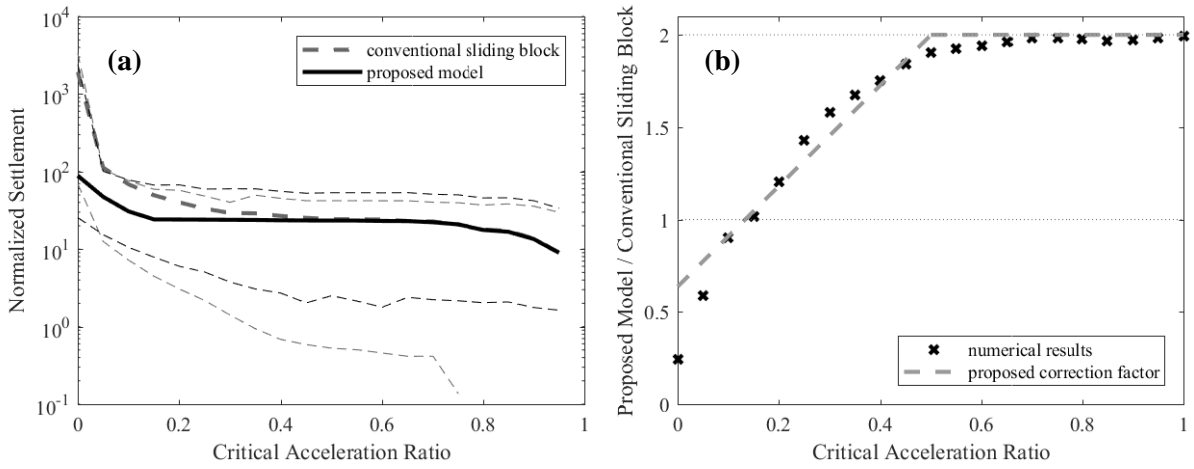 (a)
conventional sliding block
proposed model
Normalized Settlement
10^4
10^3
10^2
10^1
10^0
10^-1
0 0.2 0.4 0.6 0.8 1
Critical Acceleration Ratio
(b)
Proposed Model / Conventional Sliding Block
2
1.5
1
0.5
0
numerical results
proposed correction factor
0 0.2 0.4 0.6 0.8 1
Critical Acceleration Ratio